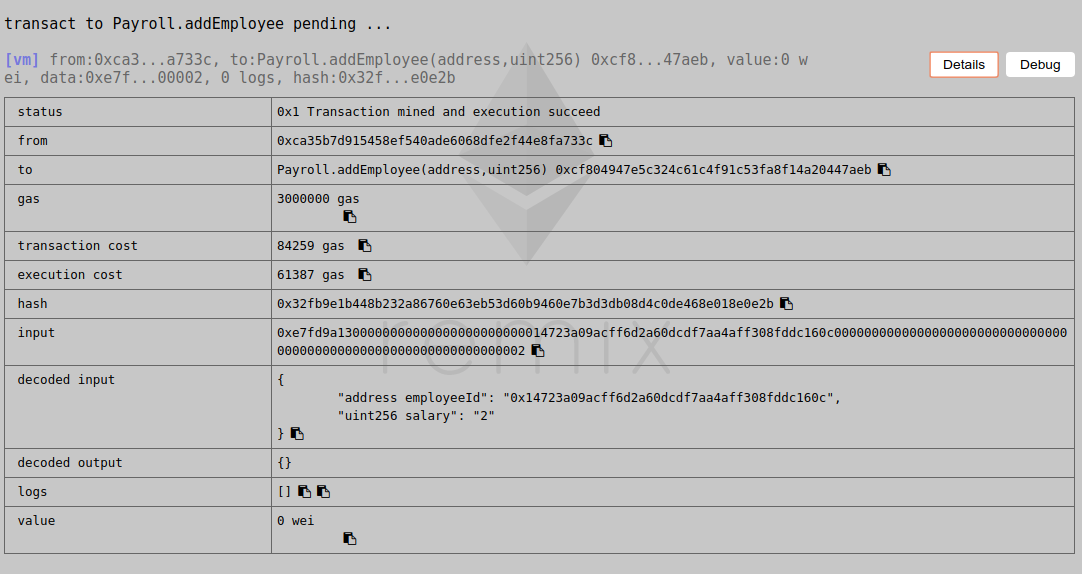 transact to Payroll.addEmployee pending ...
[vm] from:0xca3...a733c, to:Payroll.addEmployee(address,uint256) 0xcf8...47aeb, value:0 w
ei, data:0xe7f...00002, 0 logs, hash:0x32f...e0e2b
Details Debug
status 0x1 Transaction mined and execution succeed
from 0xca35b7d915458ef540ade6068dfe2f44e8fa733c
to Payroll.addEmployee(address,uint256) 0xcf804947e5c324c61c4f91c53fa8f14a20447aeb
gas 3000000 gas
transaction cost 84259 gas
execution cost 61387 gas
hash 0x32fb9e1b448b232a86760e63eb53d60b9460e7b3d3db08d4c0de468e018e0e2b
input 0xe7fd9a1300000000000000000000000014723a09acff6d2a60dcdf7aa4aff308fddc160c0000000000000000000000000000000
000000000000000000000000000000002
decoded input {
"address employeeId": "0x14723a09acff6d2a60dcdf7aa4aff308fddc160c",
"uint256 salary": "2"
}
decoded output {}
logs []
value 0 wei
remix